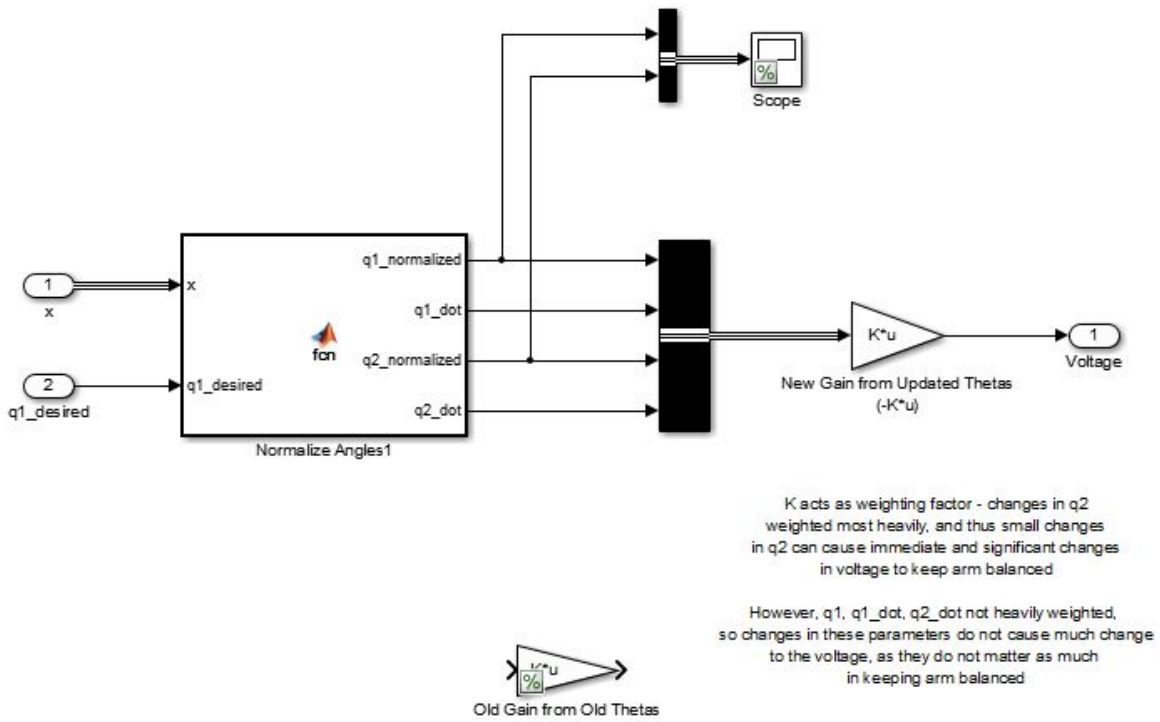 %
Scope
q1_normalized
1
x
x
q1_dot
fcn
q2_normalized
2
q1_desired
q1_desired
q2_dot
Normalize Angles1
K*u
1
Voltage
New Gain from Updated Thetas
(-K*u)
K acts as weighting factor - changes in q2
weighted most heavily, and thus small changes
in q2 can cause immediate and significant changes
in voltage to keep arm balanced
However, q1, q1_dot, q2_dot not heavily weighted,
so changes in these parameters do not cause much change
to the voltage, as they do not matter as much
in keeping arm balanced
K*u
%
Old Gain from Old Thetas